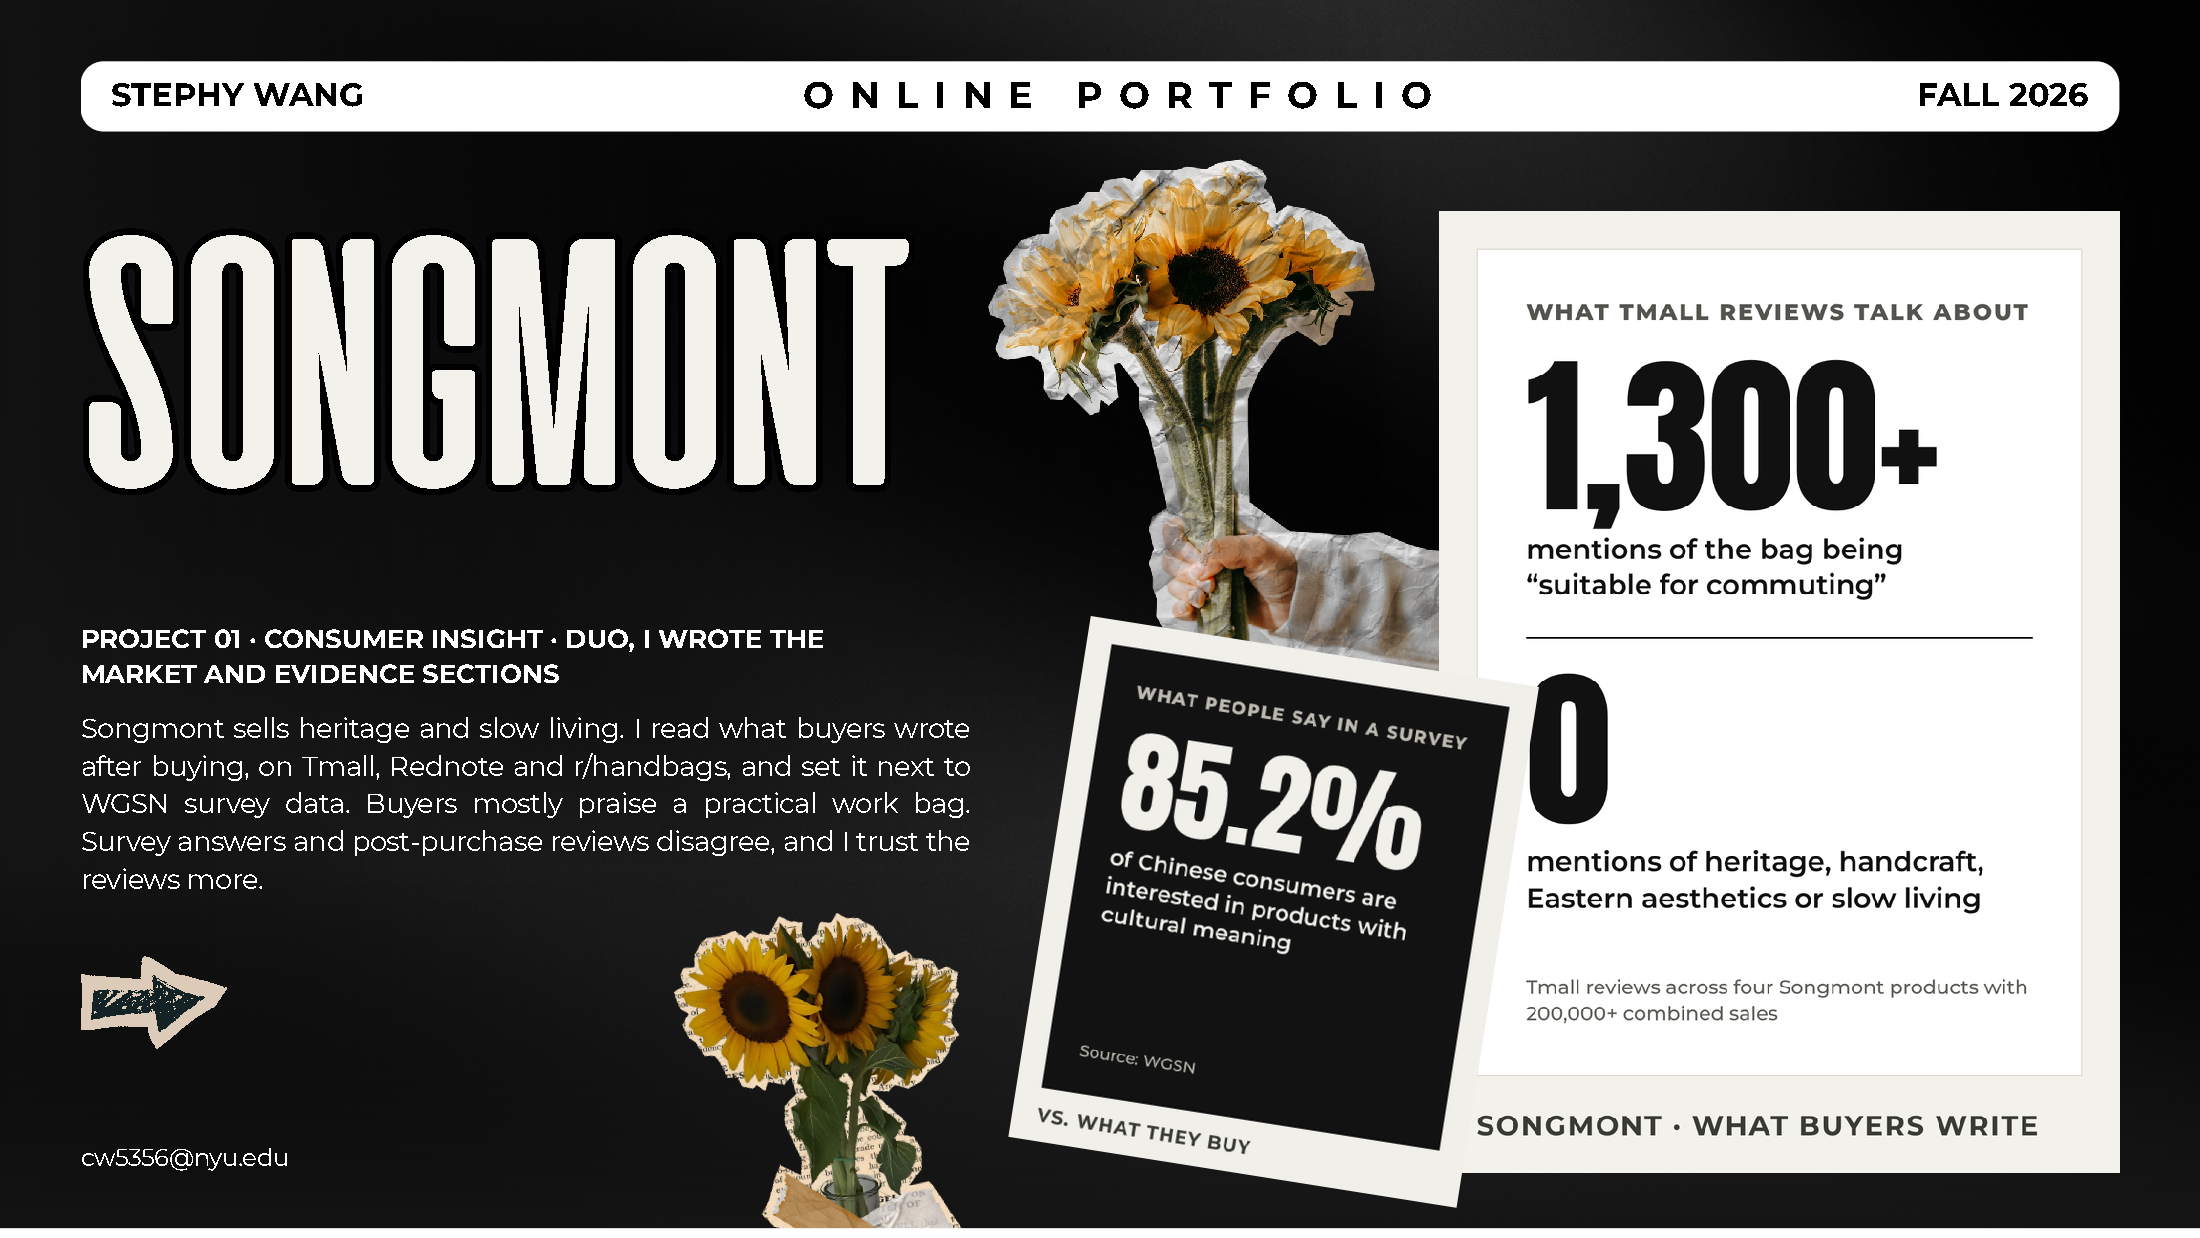 STEPHY WANG
ONLINE PORTFOLIO
FALL 2026
SONGMONT
PROJECT 01 · CONSUMER INSIGHT · DUO, I WROTE THE
MARKET AND EVIDENCE SECTIONS
Songmont sells heritage and slow living. I read what buyers wrote
after buying, on Tmall, Rednote and r/handbags, and set it next to
WGSN survey data. Buyers mostly praise a practical work bag.
Survey answers and post-purchase reviews disagree, and I trust the
reviews more.
cw5356@nyu.edu
WHAT PEOPLE SAY IN A SURVEY
85.2%
of Chinese consumers are
interested in products with
cultural meaning
Source: WGSN
VS. WHAT THEY BUY
WHAT TMALL REVIEWS TALK ABOUT
1,300+
mentions of the bag being
“suitable for commuting”
0
mentions of heritage, handcraft,
Eastern aesthetics or slow living
Tmall reviews across four Songmont products with
200,000+ combined sales
SONGMONT · WHAT BUYERS WRITE